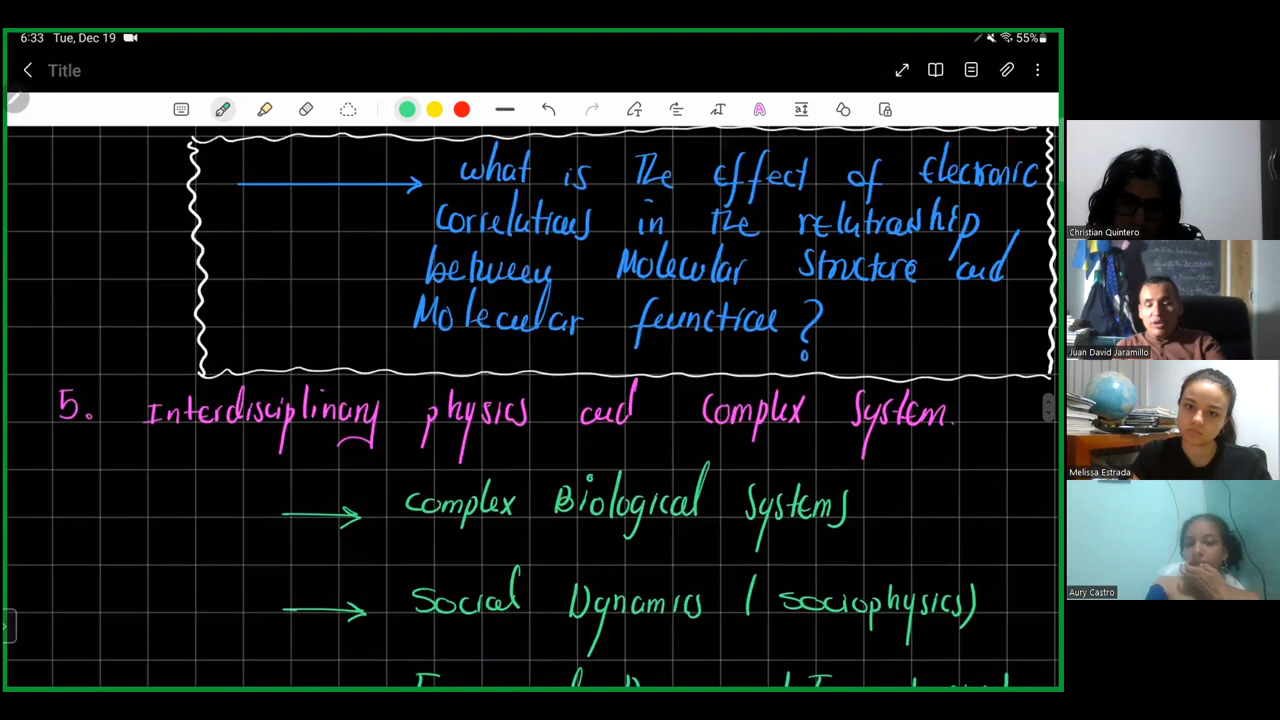 6:33 Tue, Dec 19
55%
Title
what is the effect of Electronic
correlations in the relationship
between Molecular structure and
Molecular function ?
5. Interdisciplinary physics and complex system.
complex Biological systems
social Dynamics ( sociophysics)
Christian Quintero
Juan David Jaramillo
Melissa Estrada
Aury Castro